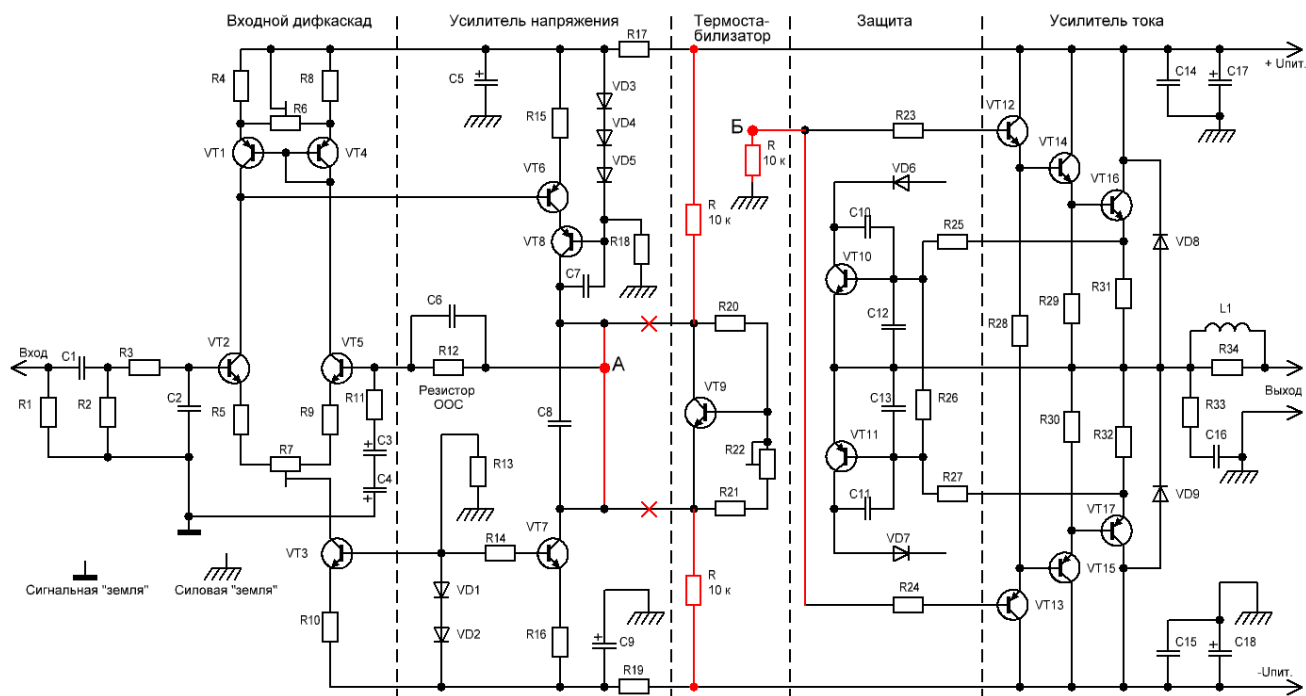 Входной дифкаскад
Усилитель напряжения
Термоста-
билизатор
Защита
Усилитель тока
R4
R8
R6
VT1
VT4
C5
R17
VD3
VD4
VD5
R15
VT6
VT8
R18
C7
R
10 к
Б
R
10 к
R23
VD6
C10
VT10
R25
C12
VT12
VT14
VT16
C14
C17
+ Uпит.
VD8
R29
R31
R28
L1
R34
Вход
C1
R3
VT2
VT5
C6
R12
Резистор
ООС
А
R20
VT9
R22
R21
C8
R1
R2
C2
R5
R9
R11
R7
C3
C4
R13
C13
R26
VT11
C11
R27
VD7
R30
R32
R33
C16
Выход
VD9
VT17
VT15
VT13
VT3
R14
VT7
VD1
VD2
R10
R16
C9
R19
R
10 к
R24
C15
C18
-Uпит.
Сигнальная "земля"
Силовая "земля"